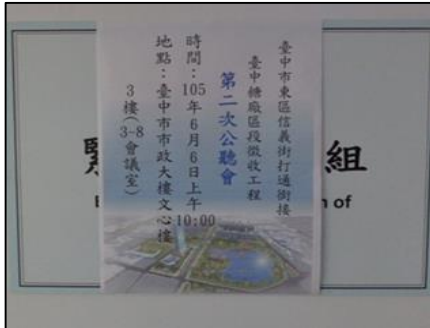 臺中市東區信義街打通銜接
臺中糖廠區段徵收工程
第二次公聽會
時間：105年6月6日上午10:00
地點：臺中市市政大樓文心樓
3樓(3-8會議室)
組
n of